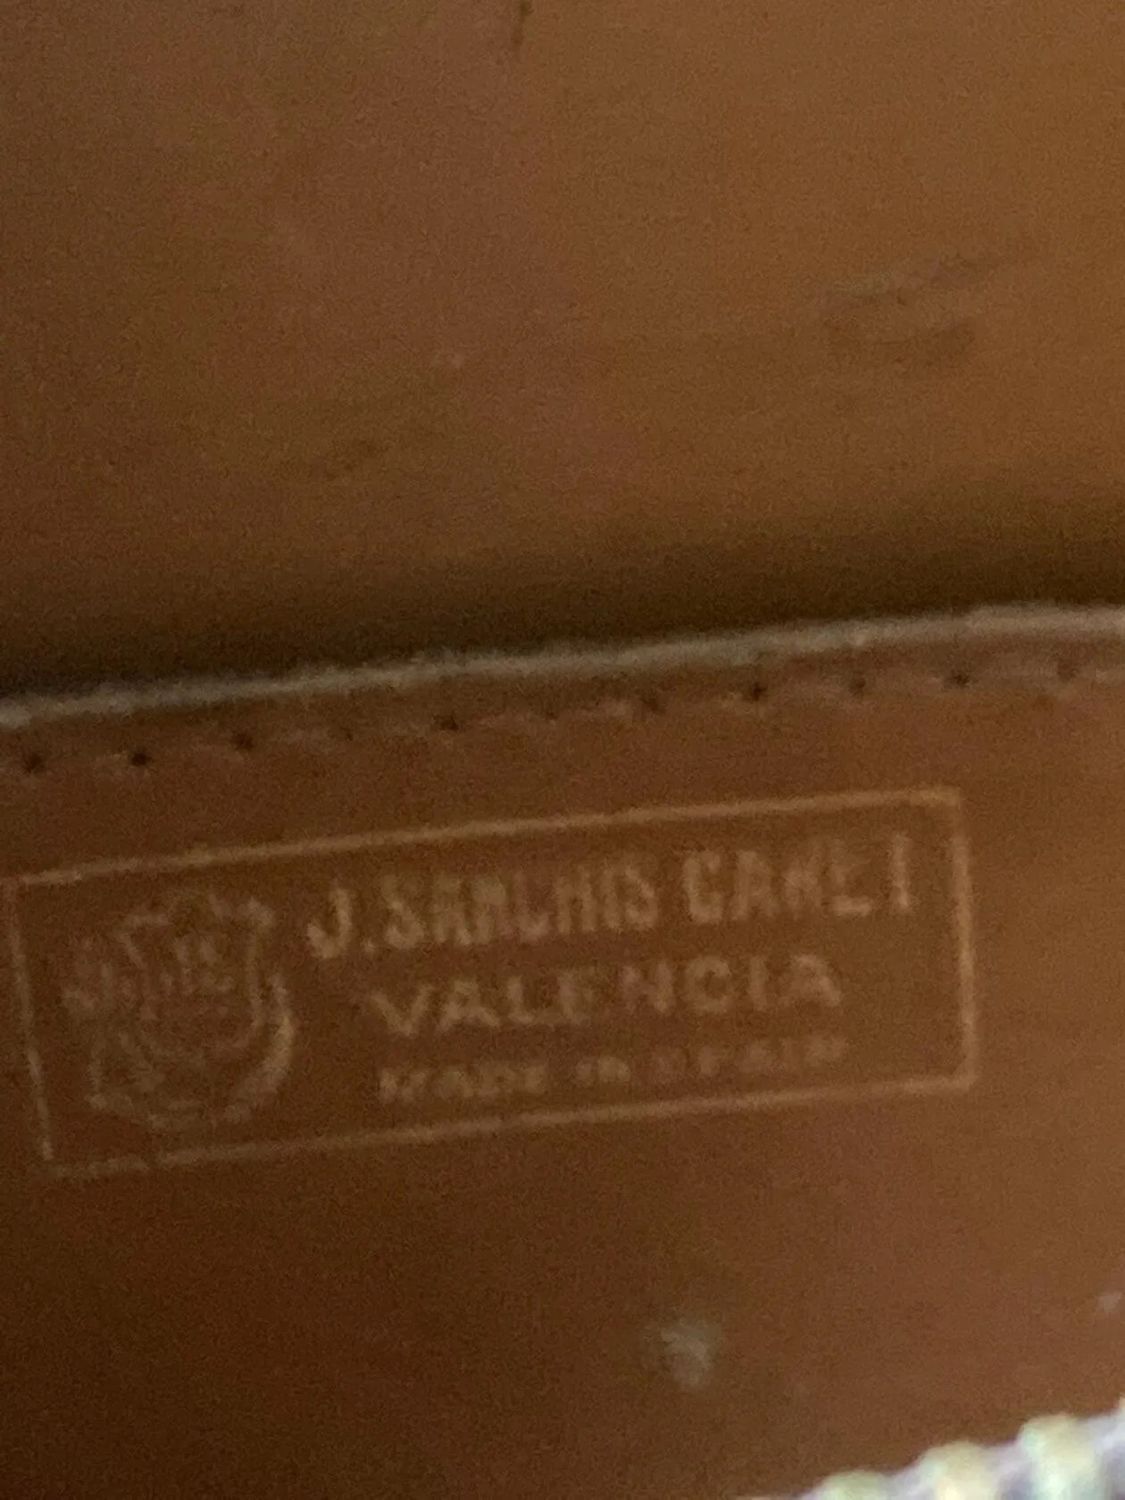 J. SANCHIS
VALENCIA
MADE IN SPAIN